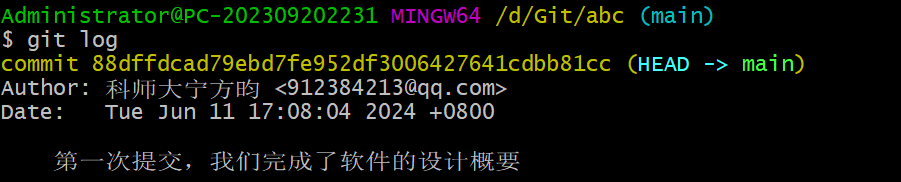 Administrator@PC-202309202231 MINGW64 /d/Git/abc (main)
$ git log
commit 88dffdcad79ebd7fe952df3006427641cdbb81cc (HEAD -> main)
Author: 科师大宁方昀 <912384213@qq.com>
Date:   Tue Jun 11 17:08:04 2024 +0800
第一次提交，我们完成了软件的设计概要